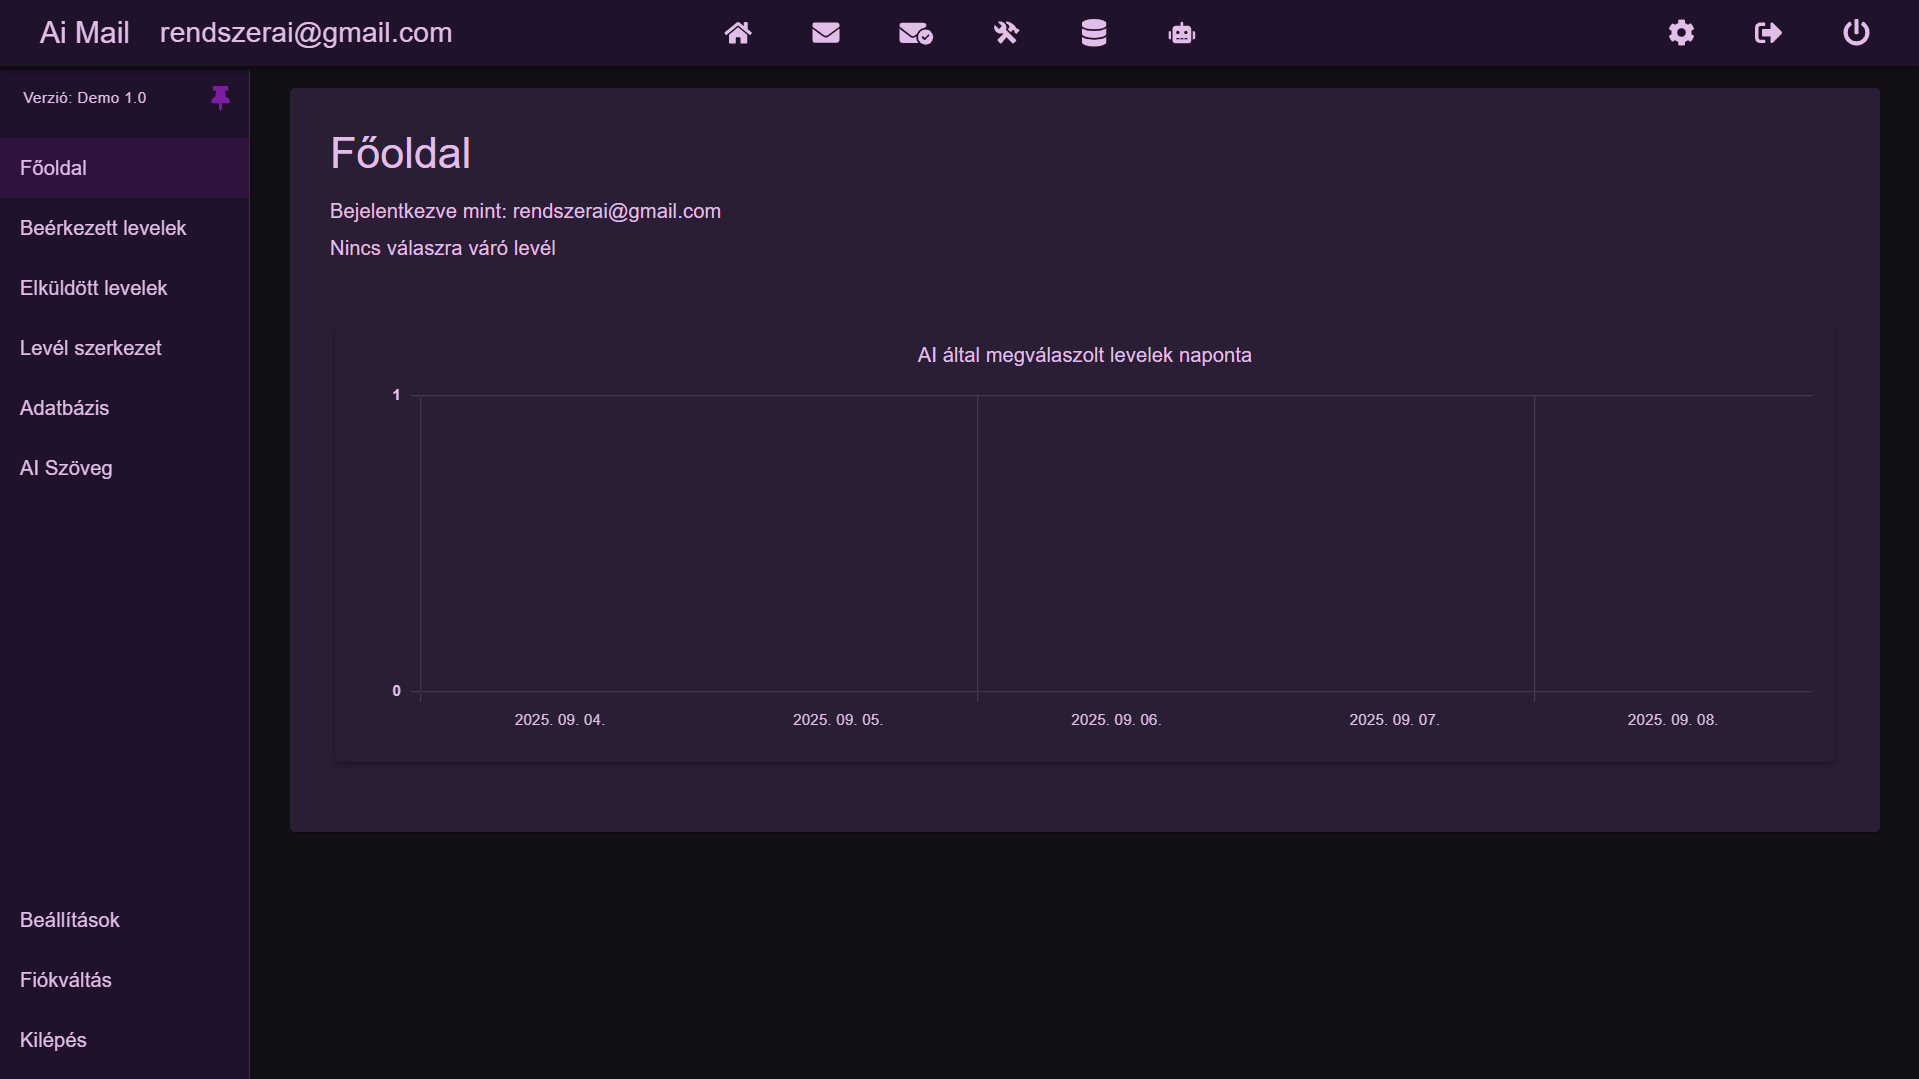 Ai Mail rendszerai@gmail.com
Verzió: Demo 1.0
Főoldal
Beérkezett levelek
Elküldött levelek
Levél szerkezet
Adatbázis
AI Szöveg
Beállítások
Fiókváltás
Kilépés
Főoldal
Bejelentkezve mint: rendszerai@gmail.com
Nincs válaszra váró levél
AI által megválaszolt levelek naponta
1
0
2025. 09. 04. 2025. 09. 05. 2025. 09. 06. 2025. 09. 07. 2025. 09. 08.